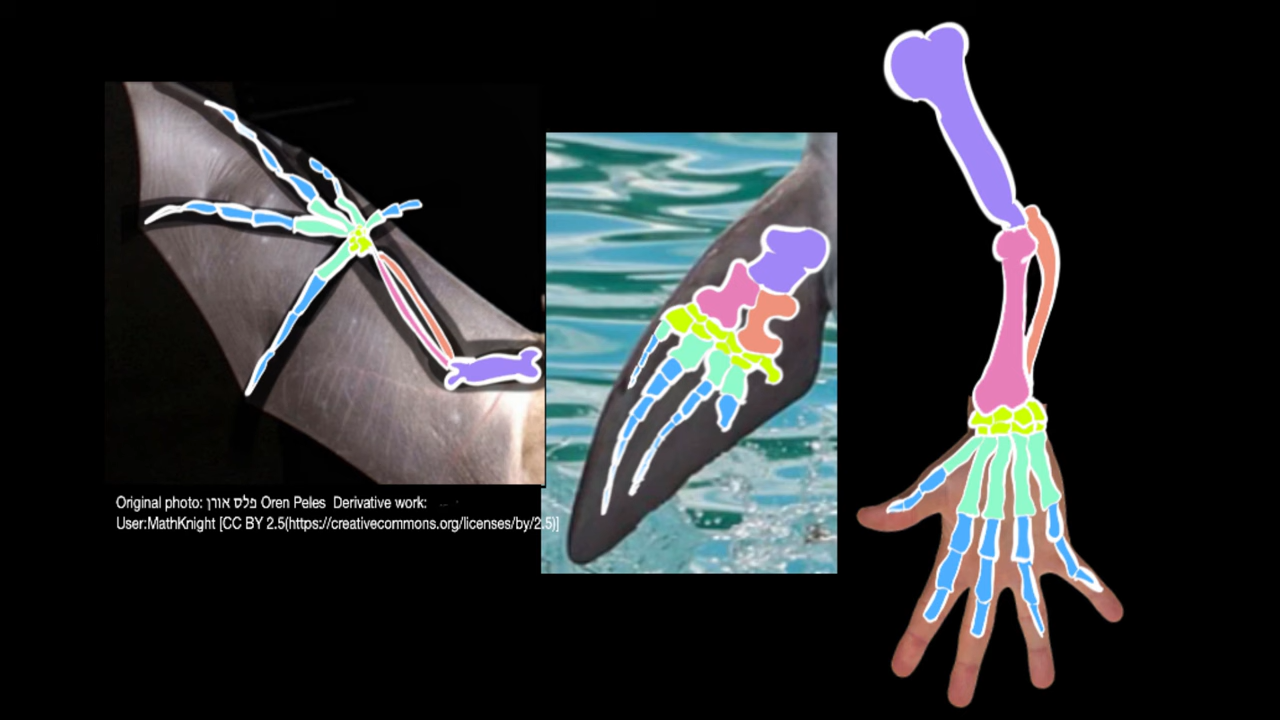 Original photo: פלס אורן Oren Peles Derivative work:
User:MathKnight [CC BY 2.5(https://creativecommons.org/licenses/by/2.5)]